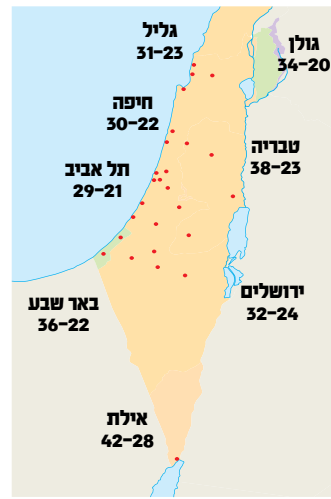 גליל
31–23
גולן
34–20
חיפה
30–22
טבריה
38–23
תל אביב
29–21
ירושלים
32–24
באר שבע
36–22
אילת
42–28